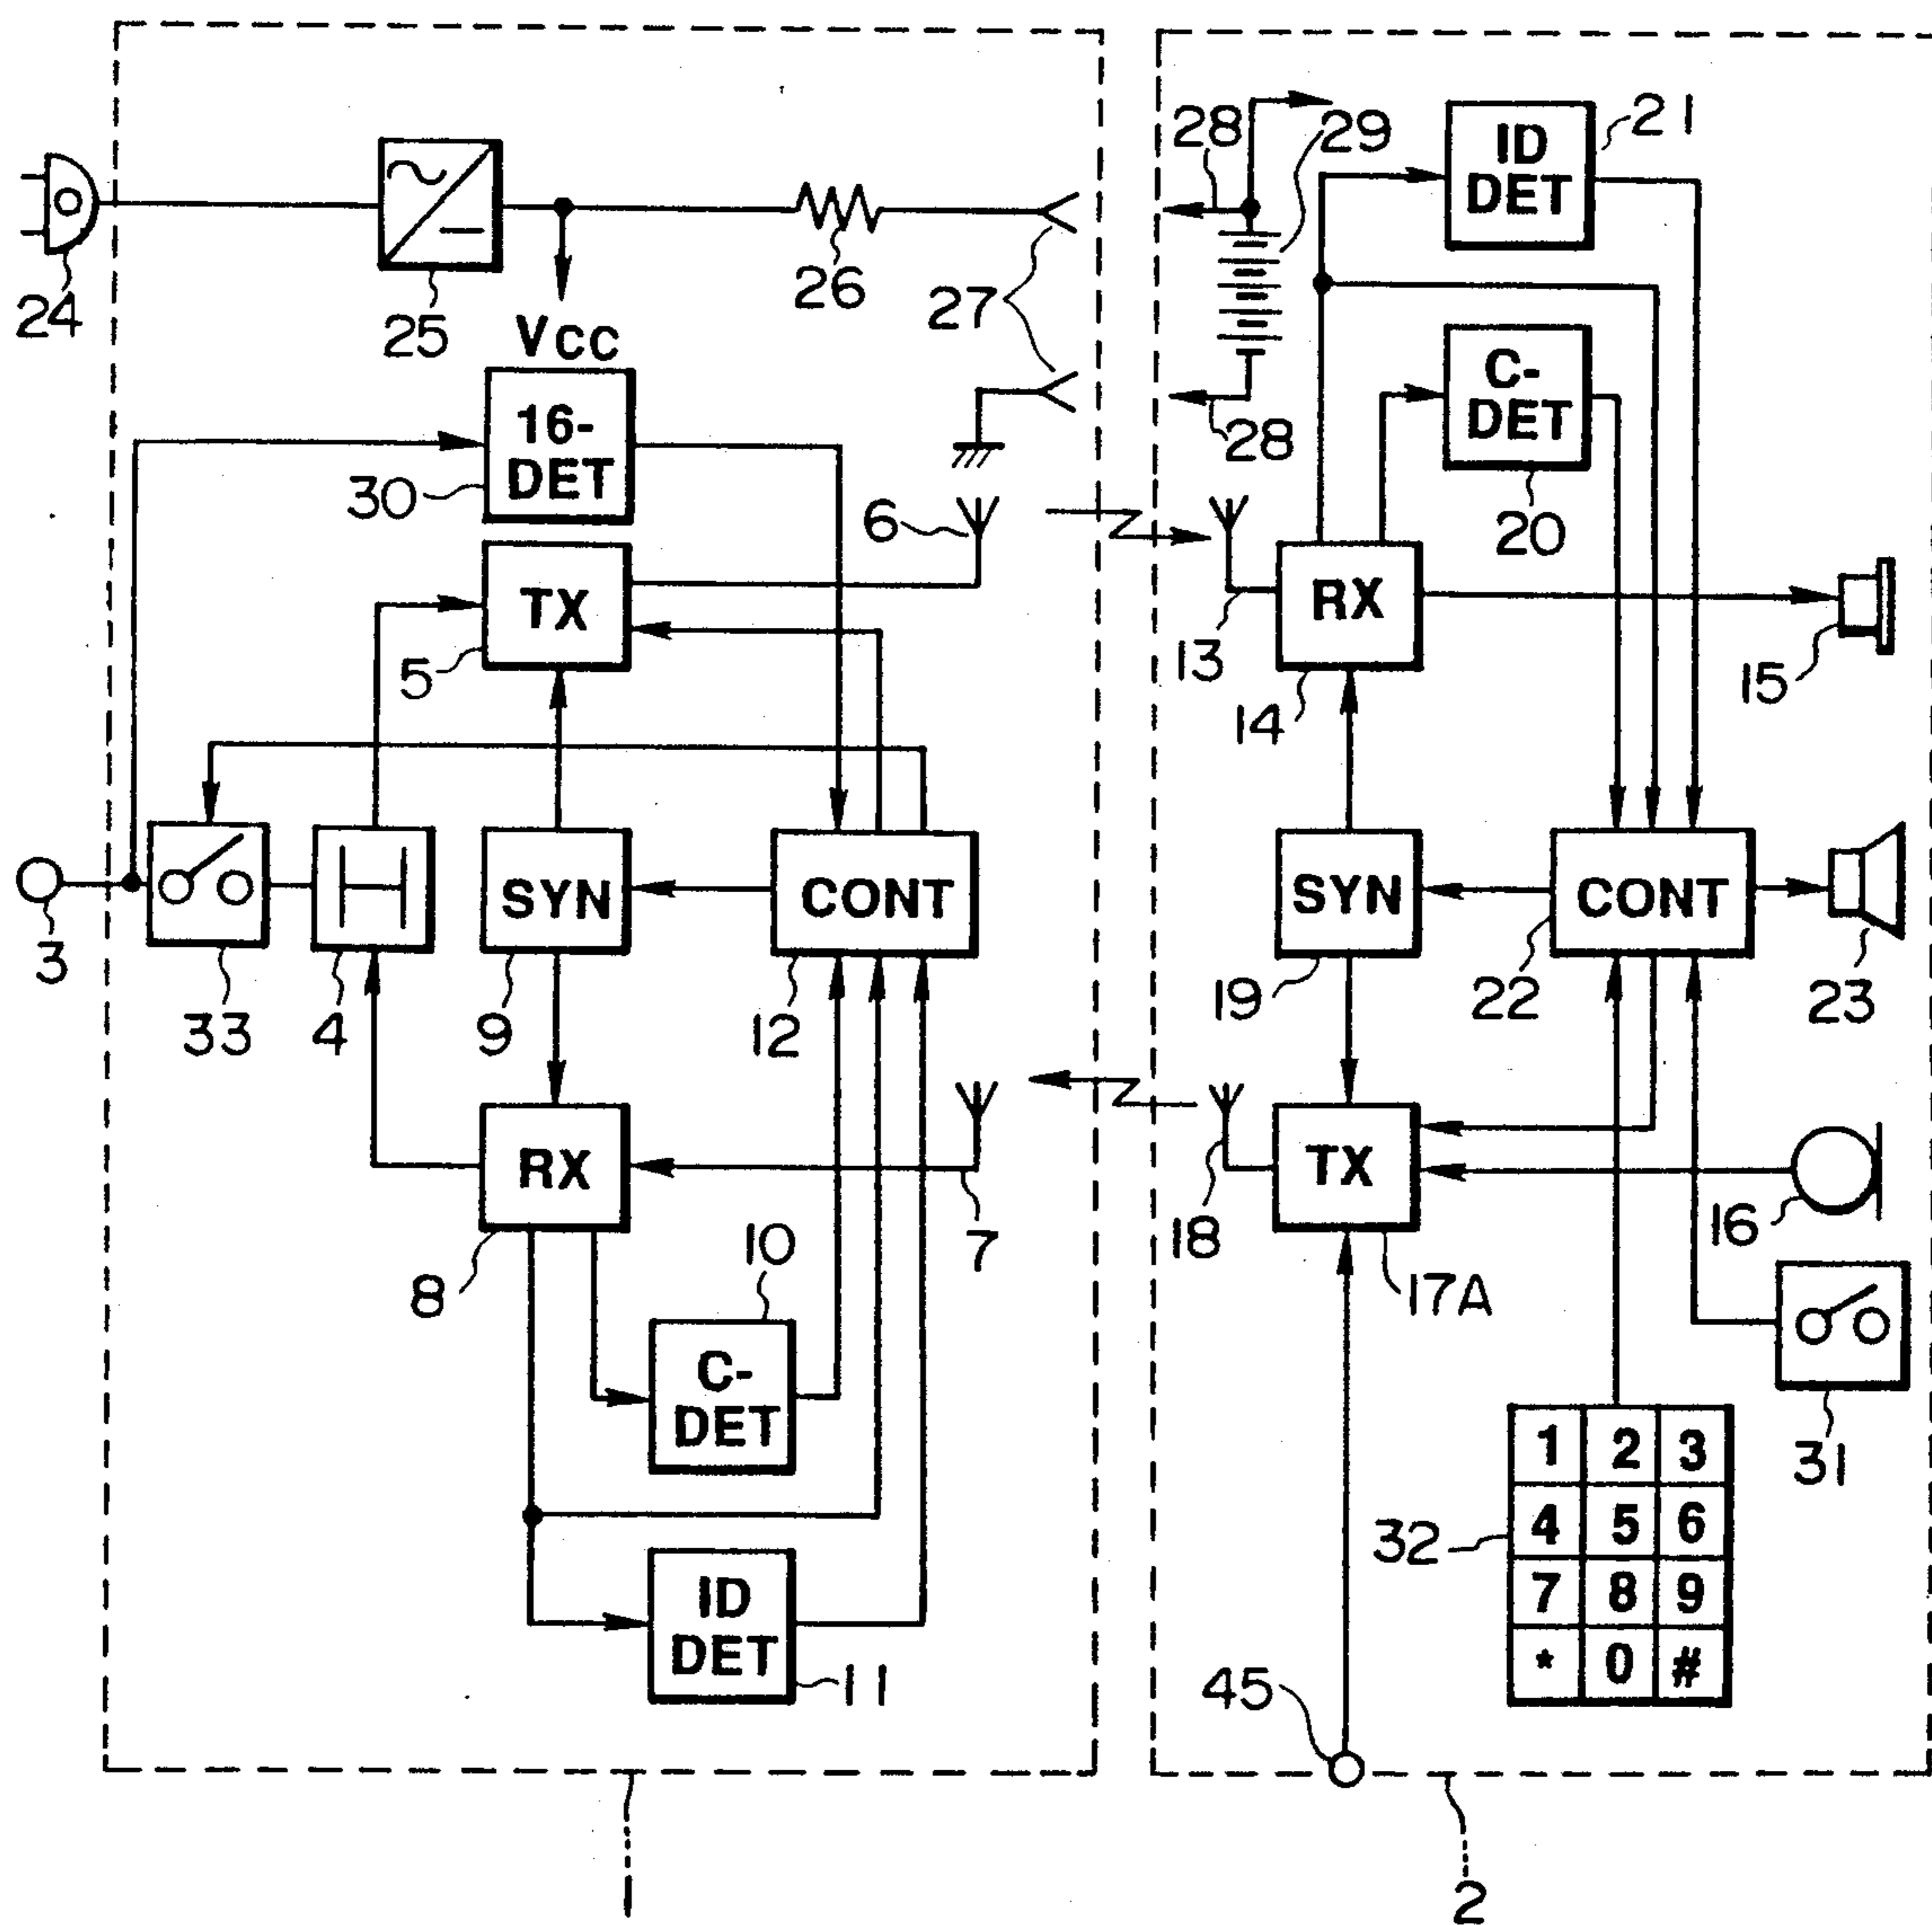 24
25
VCC
26
27
28
29
ID
DET
21
16-
DET
30
6
28
C-
DET
20
TX
5
13
RX
14
15
3
33
4
SYN
9
CONT
12
SYN
19
CONT
22
23
RX
8
7
18
TX
17A
16
10
C-
DET
31
1 2 3
4 5 6
7 8 9
* 0 #
32
ID
DET
11
45
1
2